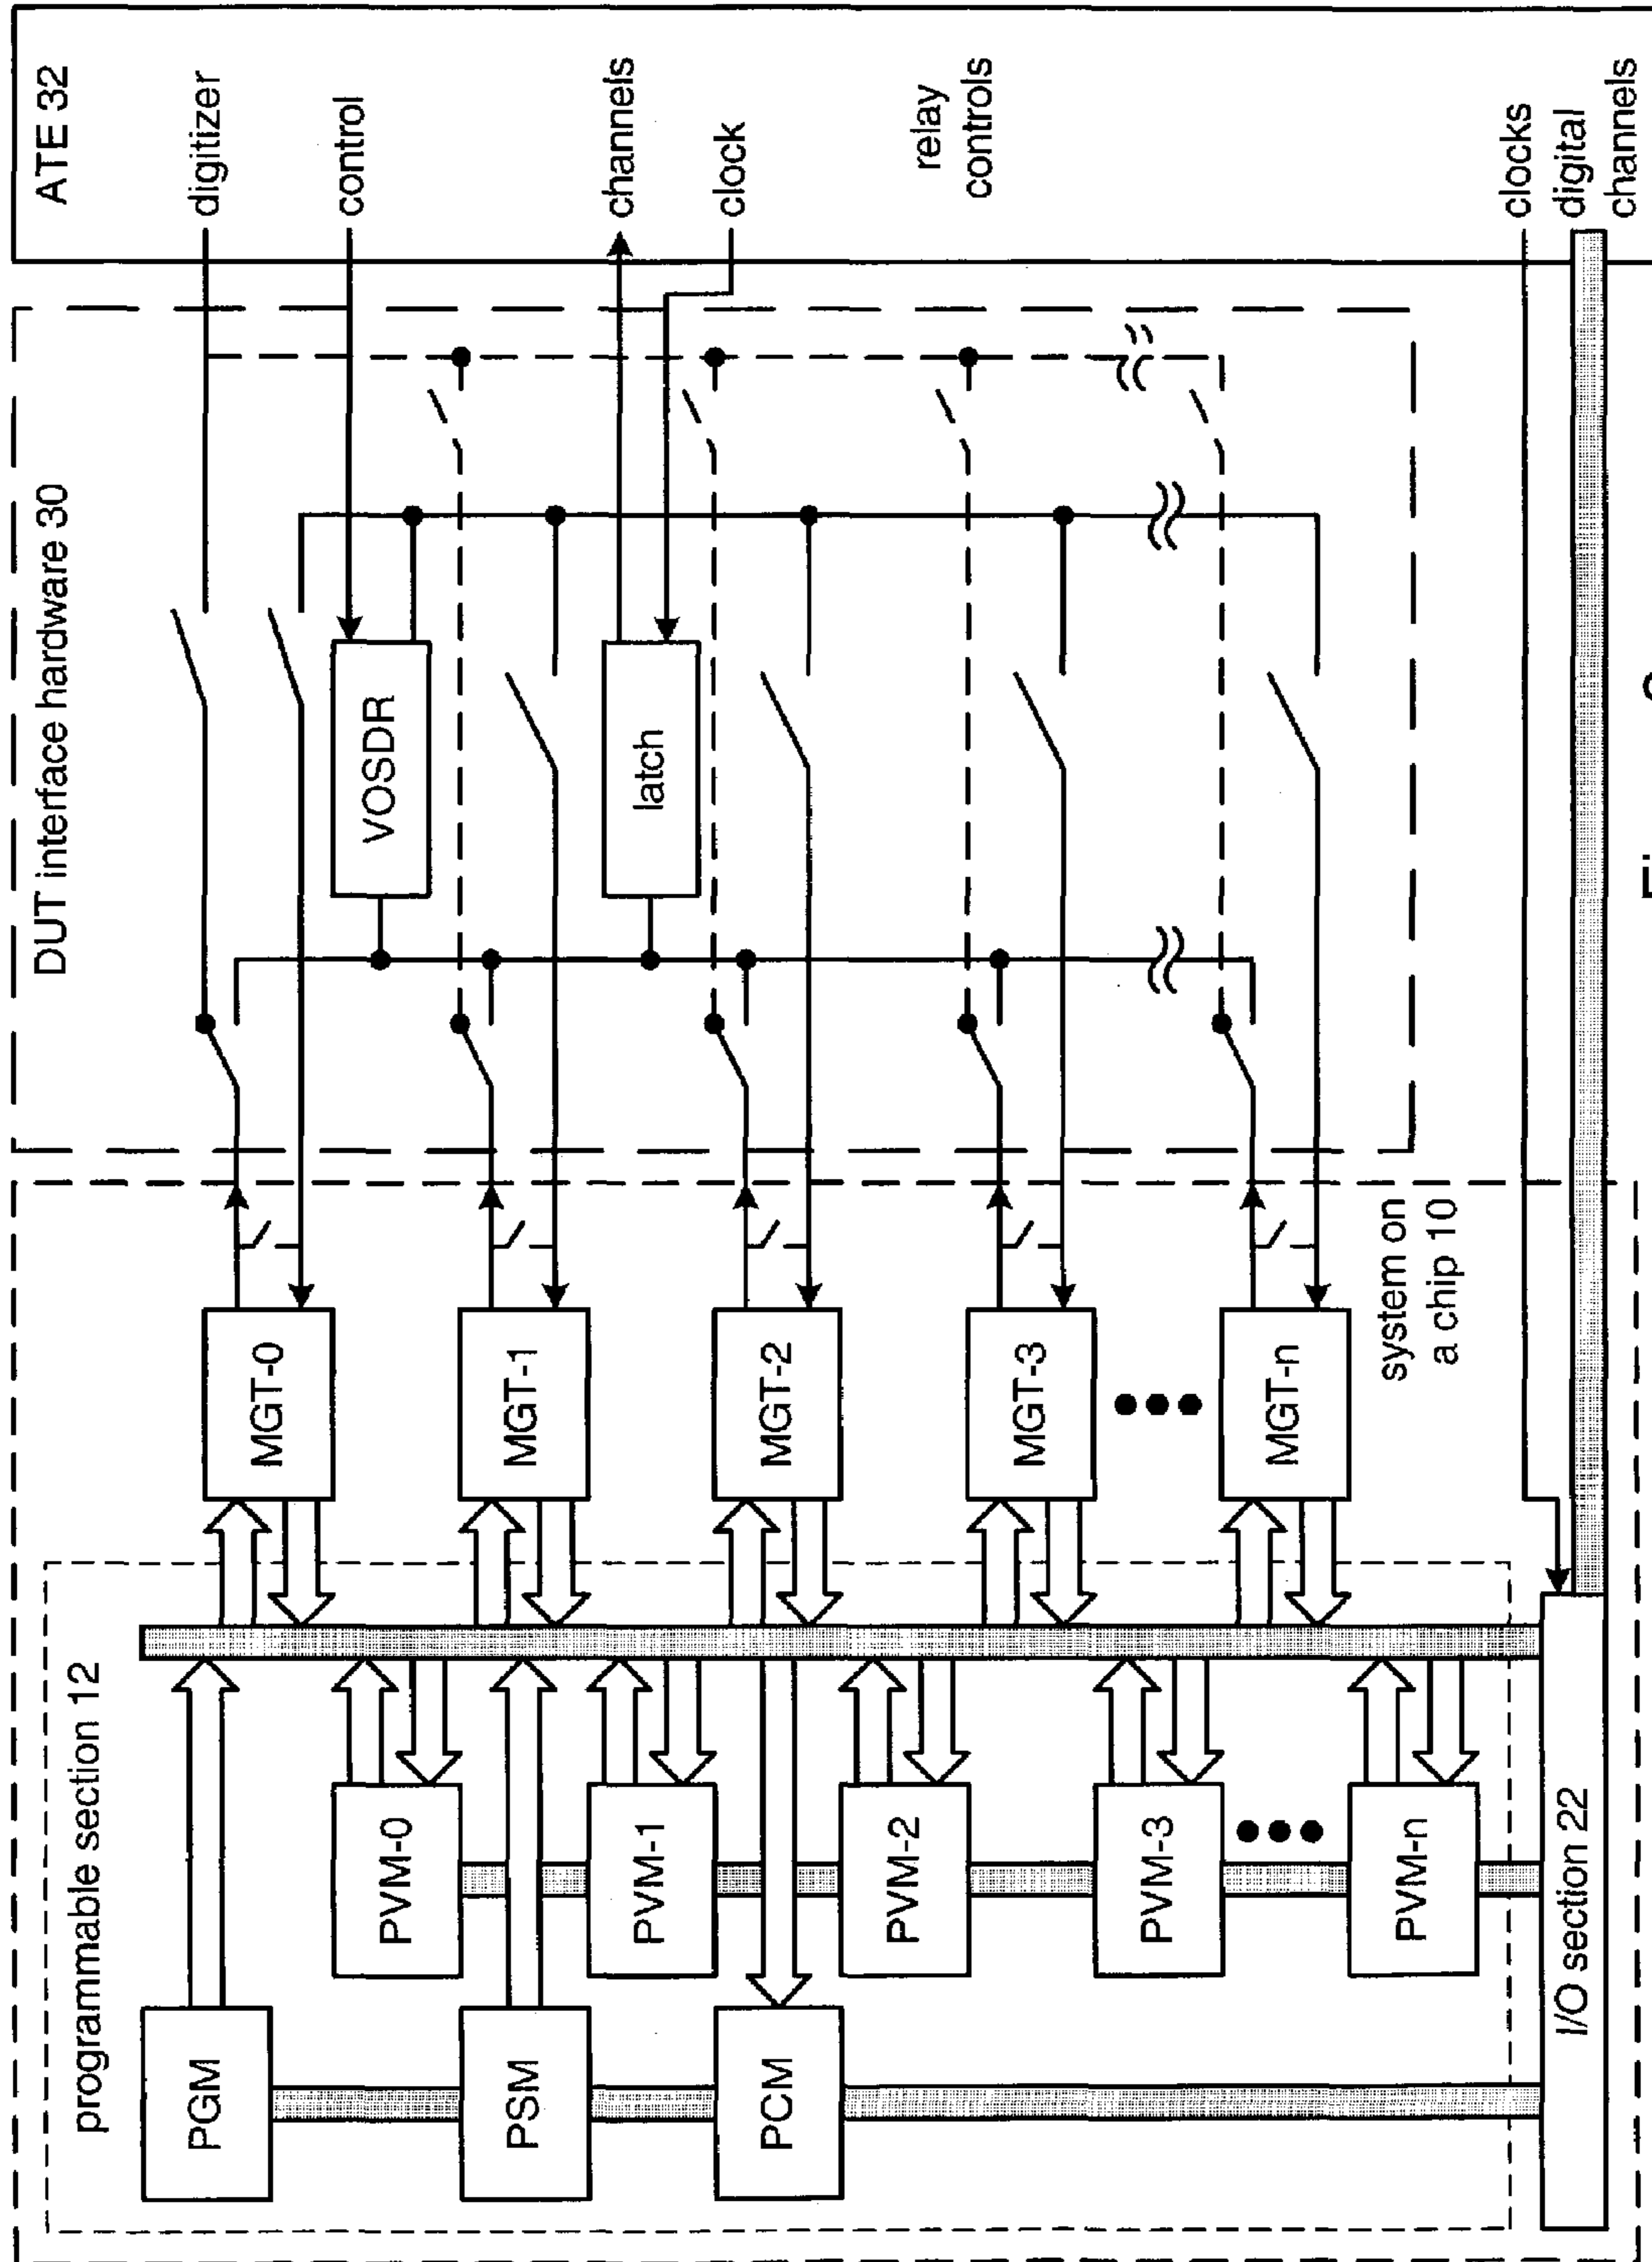 DUT interface hardware 30
ATE 32
digitizer
control
channels
clock
relay
controls
clocks
digital
channels
VOSDR
latch
system on
a chip 10
MGT-0
MGT-1
MGT-2
MGT-3
MGT-n
programmable section 12
PGM
PSM
PCM
PVM-0
PVM-1
PVM-2
PVM-3
PVM-n
I/O section 22